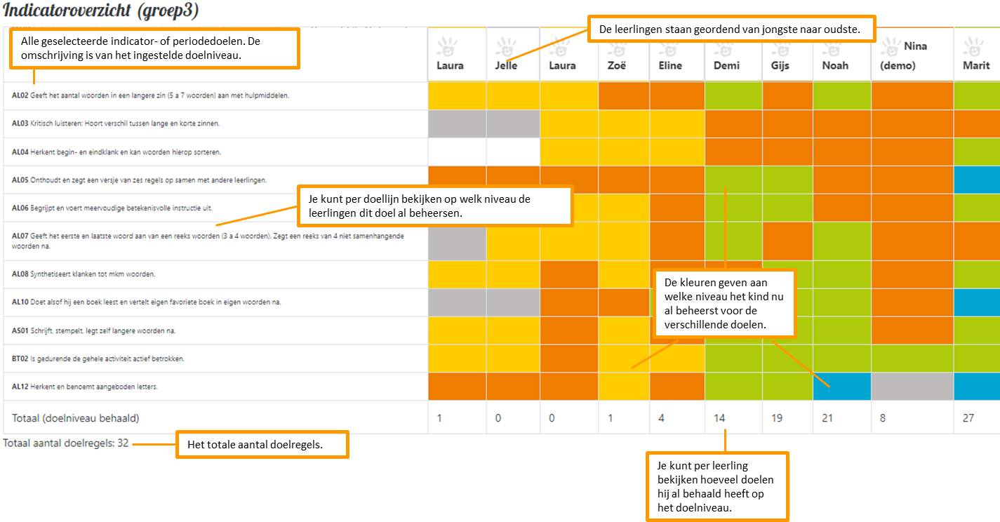 Indicatoroverzicht (groep3)
Alle geselecteerde indicator- of periodedoelen. De
omschrijving is van het ingestelde doelniveau.
De leerlingen staan geordend van jongste naar oudste.
Laura Jelle Laura Zoë Eline Demi Gijs Noah Nina (demo) Marit
AL02 Geeft het aantal woorden in een langere zin (5 a 7 woorden) aan met hulpmiddelen.
AL03 Kritisch luisteren: Hoort verschil tussen lange en korte zinnen.
AL04 Herkent begin- en eindklank en kan woorden hierop sorteren.
AL05 Onthoudt en zegt een versje van zes regels op samen met andere leerlingen.
Je kunt per doellijn bekijken op welk niveau de
leerlingen dit doel al beheersen.
AL06 Begrijpt en voert meervoudige betekenisvolle instructie uit.
AL07 Geeft het eerste en laatste woord aan van een reeks woorden (3 a 4 woorden). Zegt een reeks van 4 niet samenhangende
woorden na.
AL08 Synthetiseert klanken tot mkm woorden.
De kleuren geven aan
welke niveau het kind nu
al beheerst voor de
verschillende doelen.
AL10 Doet alsof hij een boek leest en vertelt eigen favoriete boek in eigen woorden na.
AS01 Schrijft, stempelt, legt zelf langere woorden na.
BT02 Is gedurende de gehele activiteit actief betrokken.
AL12 Herkent en benoemt aangeboden letters.
Totaal (doelniveau behaald) 1 0 0 1 4 14 19 21 8 27
Totaal aantal doelregels: 32
Het totale aantal doelregels.
Je kunt per leerling
bekijken hoeveel doelen
hij al behaald heeft op
het doelniveau.